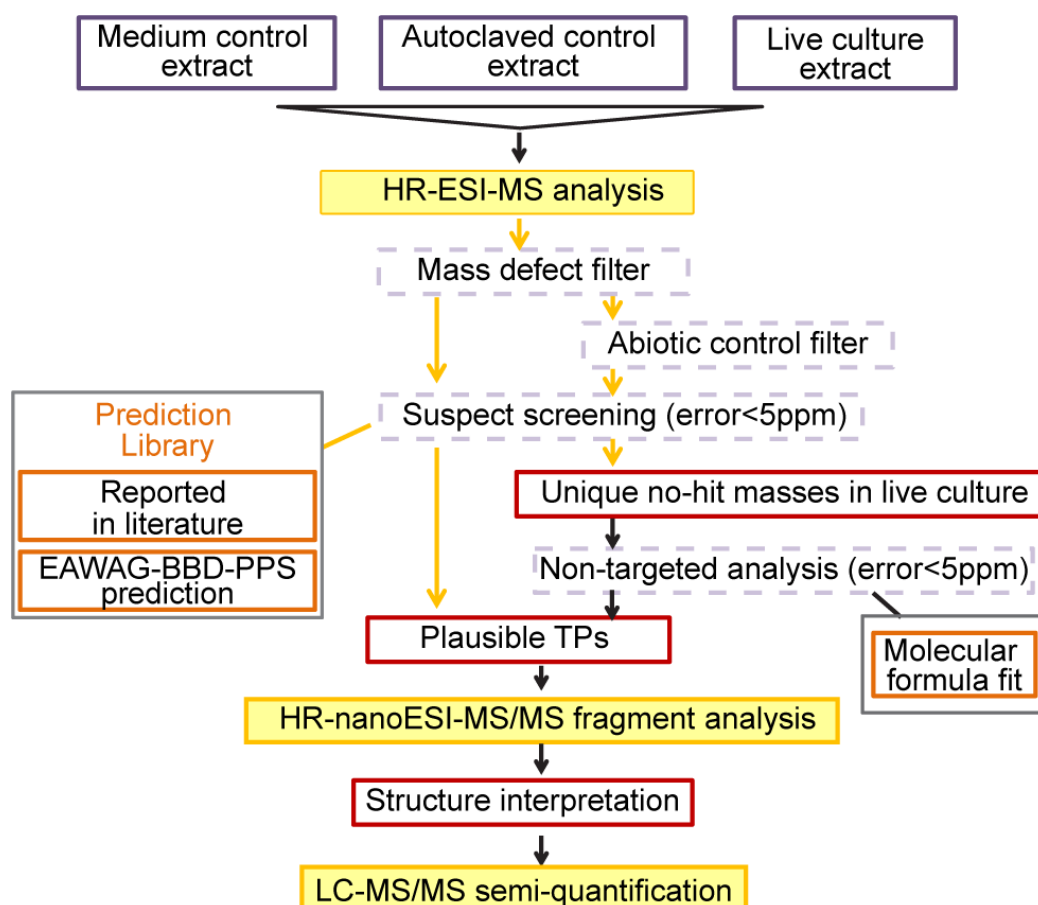 Medium control
extract
Autoclaved control
extract
Live culture
extract
HR-ESI-MS analysis
Mass defect filter
Abiotic control filter
Suspect screening (error<5ppm)
Prediction
Library
Reported
in literature
EAWAG-BBD-PPS
prediction
Unique no-hit masses in live culture
Non-targeted analysis (error<5ppm)
Plausible TPs
Molecular
formula fit
HR-nanoESI-MS/MS fragment analysis
Structure interpretation
LC-MS/MS semi-quantification